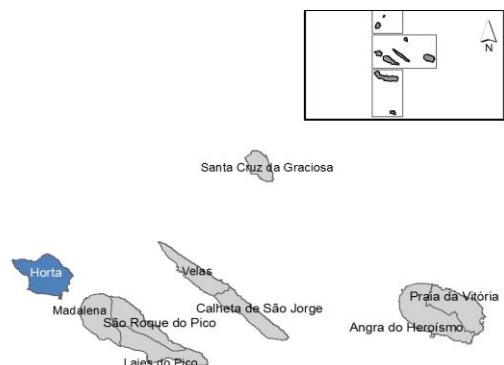 N
Santa Cruz da Graciosa
Horta
Velas
Madalena
Calheta de São Jorge
Praia da Vitória
São Roque do Pico
Angra do Heroísmo
Lajes do Pico